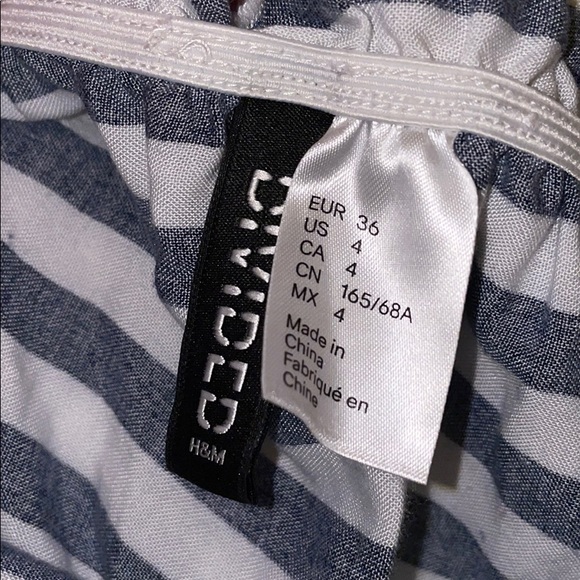 DIVIDED
H&M
EUR 36
US 4
CA 4
CN 165/68A
MX 4
Made in
China
Fabriqué en
Chine